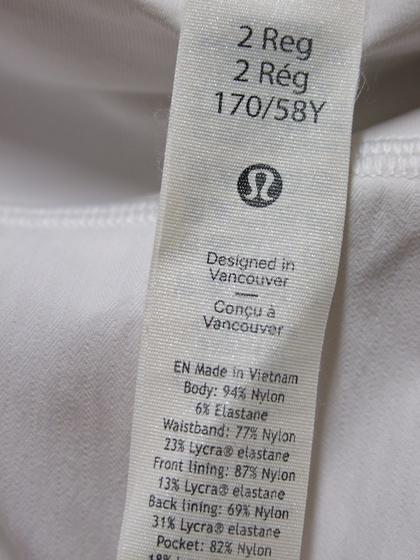 2 Reg
2 Rég
170/58Y
Designed in
Vancouver
Conçu à
Vancouver
EN Made in Vietnam
Body: 94% Nylon
6% Elastane
Waistband: 77% Nylon
23% Lycra® elastane
Front lining: 87% Nylon
13% Lycra® elastane
Back lining: 69% Nylon
31% Lycra® elastane
Pocket: 82% Nylon